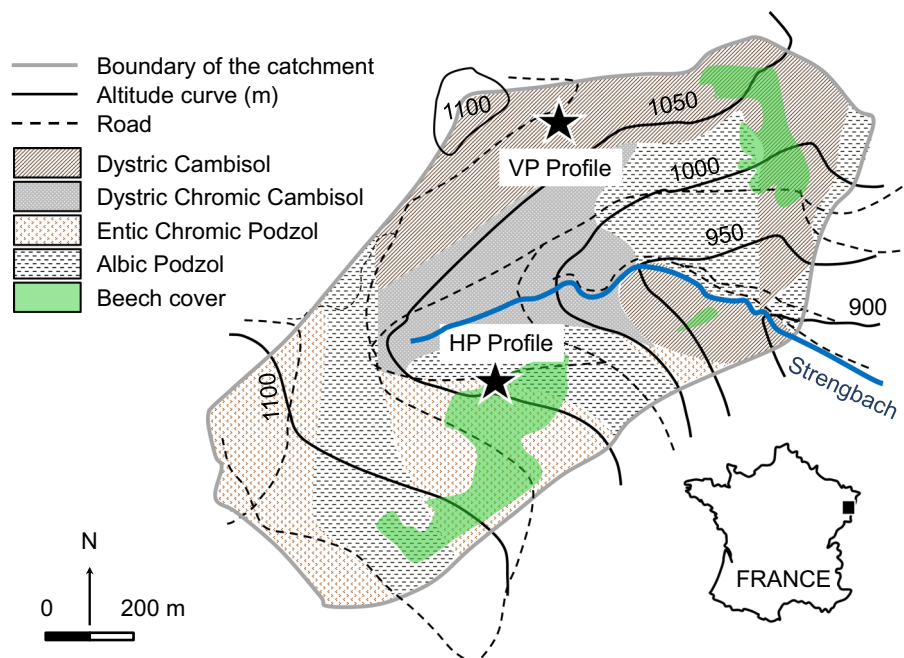 Boundary of the catchment
Altitude curve (m)
Road
Dystric Cambisol
Dystric Chromic Cambisol
Entic Chromic Podzol
Albic Podzol
Beech cover
1100
1050
VP Profile
1000
950
900
HP Profile
Strengbach
1100
N
0 200 m
FRANCE